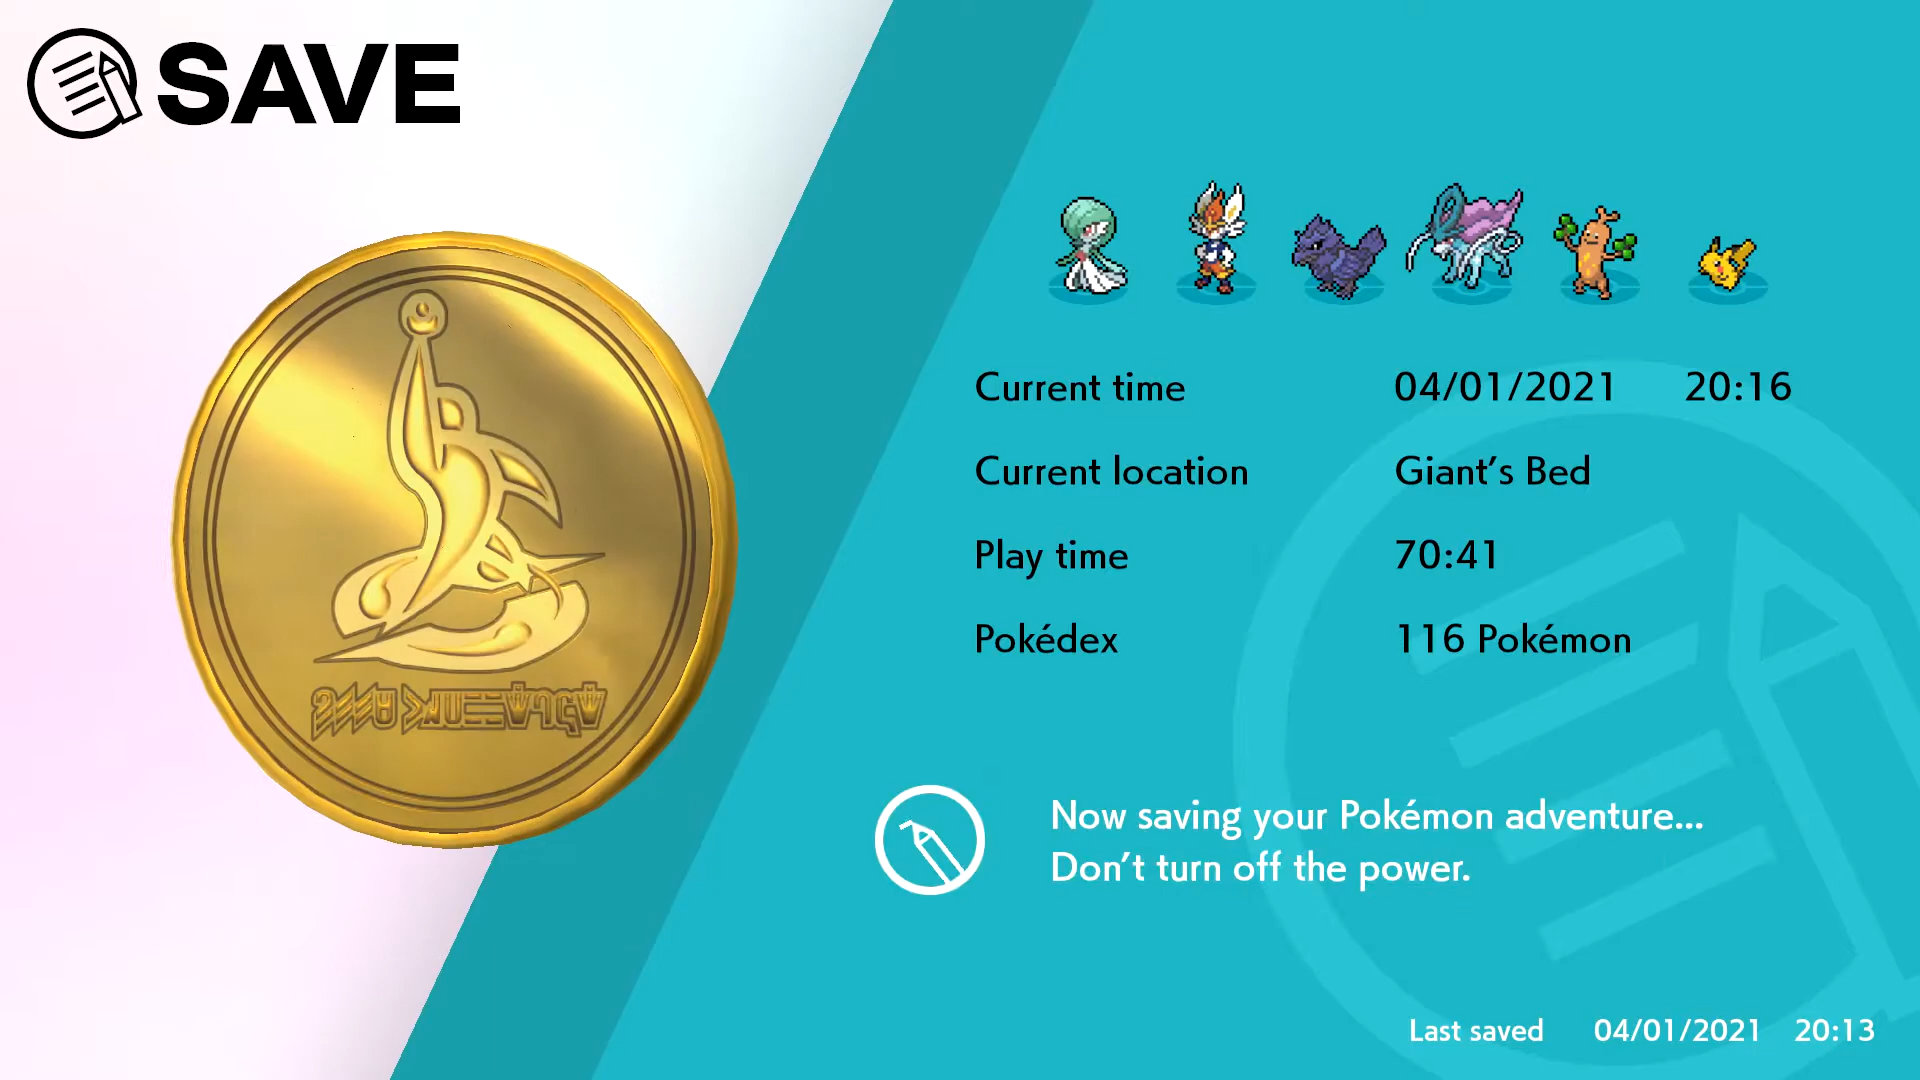 SAVE
Current time 04/01/2021 20:16
Current location Giant's Bed
Play time 70:41
Pokédex 116 Pokémon
Now saving your Pokémon adventure...
Don't turn off the power.
Last saved 04/01/2021 20:13